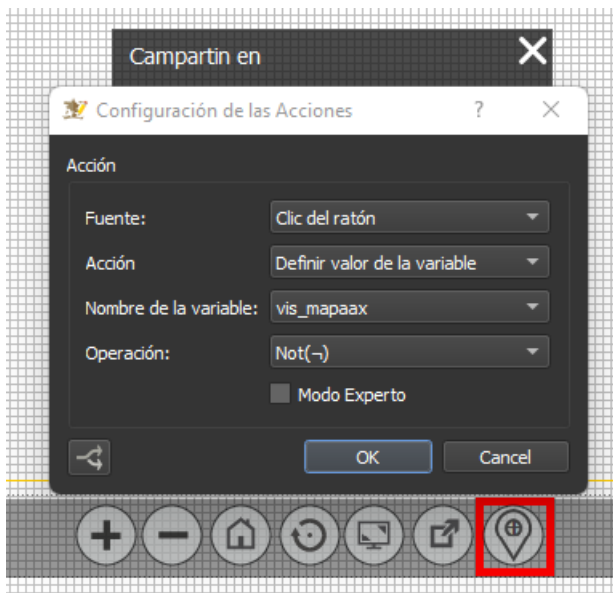 Campartin en
Configuración de las Acciones ?
Acción
Fuente: Clic del ratón
Acción Definir valor de la variable
Nombre de la variable: vis_mapaax
Operación: Not(¬)
Modo Experto
OK Cancel